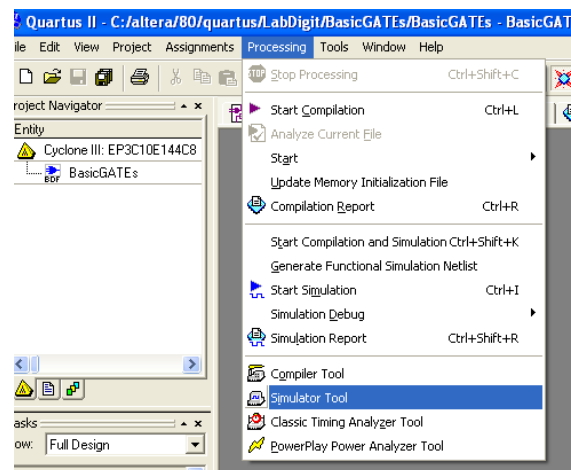 Quartus II - C:/altera/80/quartus/LabDigit/BasicGATEs/BasicGATEs - BasicGAT
ile Edit View Project Assignments Processing Tools Window Help
STOP Stop Processing Ctrl+Shift+C
roject Navigator
Start Compilation Ctrl+L
Entity
Analyze Current File
Cyclone III: EP3C10E144C8
Start
BDF BasicGATEs
Update Memory Initialization File
Compilation Report Ctrl+R
Start Compilation and Simulation Ctrl+Shift+K
Generate Functional Simulation Netlist
Start Simulation Ctrl+I
Simulation Debug
Simulation Report Ctrl+Shift+R
Compiler Tool
Simulator Tool
asks
Classic Timing Analyzer Tool
ow: Full Design
PowerPlay Power Analyzer Tool